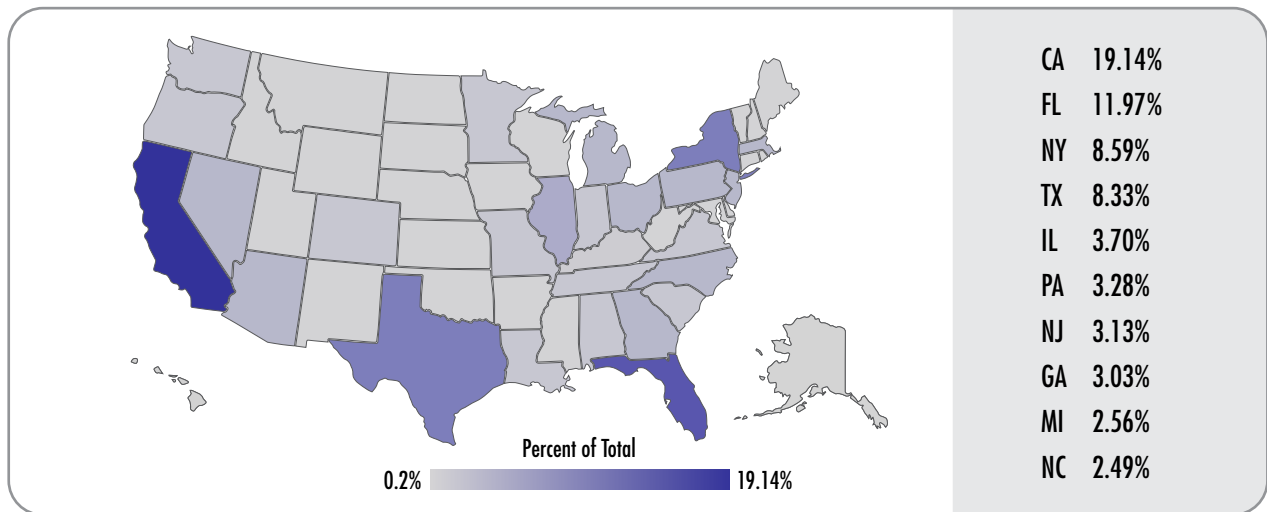 CA 19.14%
FL 11.97%
NY 8.59%
TX 8.33%
IL 3.70%
PA 3.28%
NJ 3.13%
GA 3.03%
MI 2.56%
NC 2.49%
Percent of Total
0.2% 19.14%